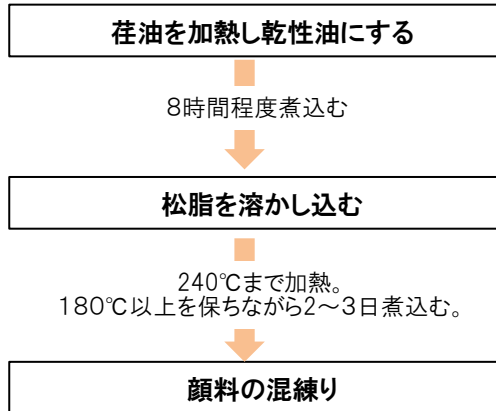 荏油を加熱し乾性油にする
8時間程度煮込む
松脂を溶かし込む
240℃まで加熱。
180℃以上を保ちながら2～3日煮込む。
顔料の混練り